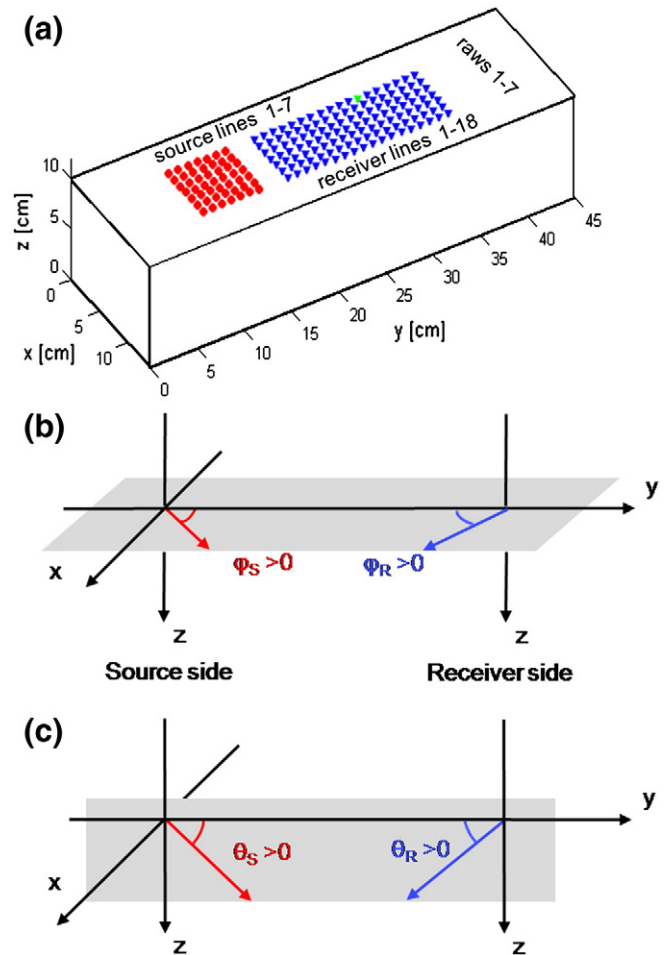 (a)
source lines 1-7
raws 1-7
receiver lines 1-18
z [cm]
10
5
0
x [cm]
0
5
10
y [cm]
0
5
10
15
20
25
30
35
40
45
(b)
y
x
φS >0
φR >0
z
z
Source side
Receiver side
(c)
y
x
θS >0
θR >0
z
z